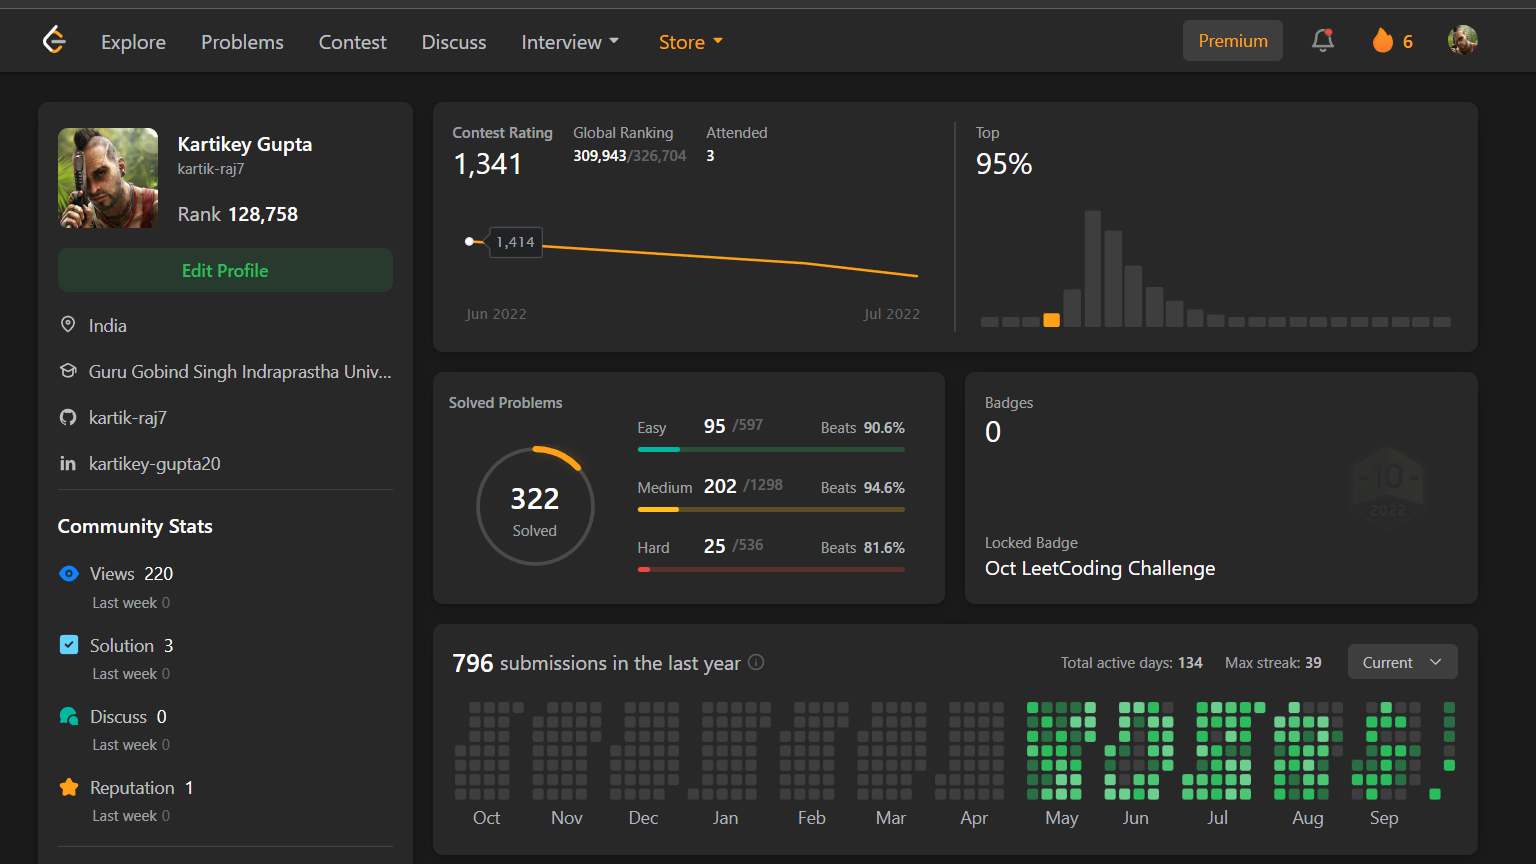 Explore Problems Contest Discuss Interview Store Premium 6
Kartikey Gupta
kartik-raj7
Rank 128,758
Edit Profile
India
Guru Gobind Singh Indraprastha Univ...
kartik-raj7
kartikey-gupta20
Community Stats
Views 220
Last week 0
Solution 3
Last week 0
Discuss 0
Last week 0
Reputation 1
Last week 0
Contest Rating
1,341
Global Ranking
309,943/326,704
Attended
3
1,414
Jun 2022 Jul 2022
Top
95%
Solved Problems
322
Solved
Easy 95 /597 Beats 90.6%
Medium 202 /1298 Beats 94.6%
Hard 25 /536 Beats 81.6%
Badges
0
10
2022
Locked Badge
Oct LeetCoding Challenge
796 submissions in the last year Total active days: 134 Max streak: 39 Current
Oct Nov Dec Jan Feb Mar Apr May Jun Jul Aug Sep